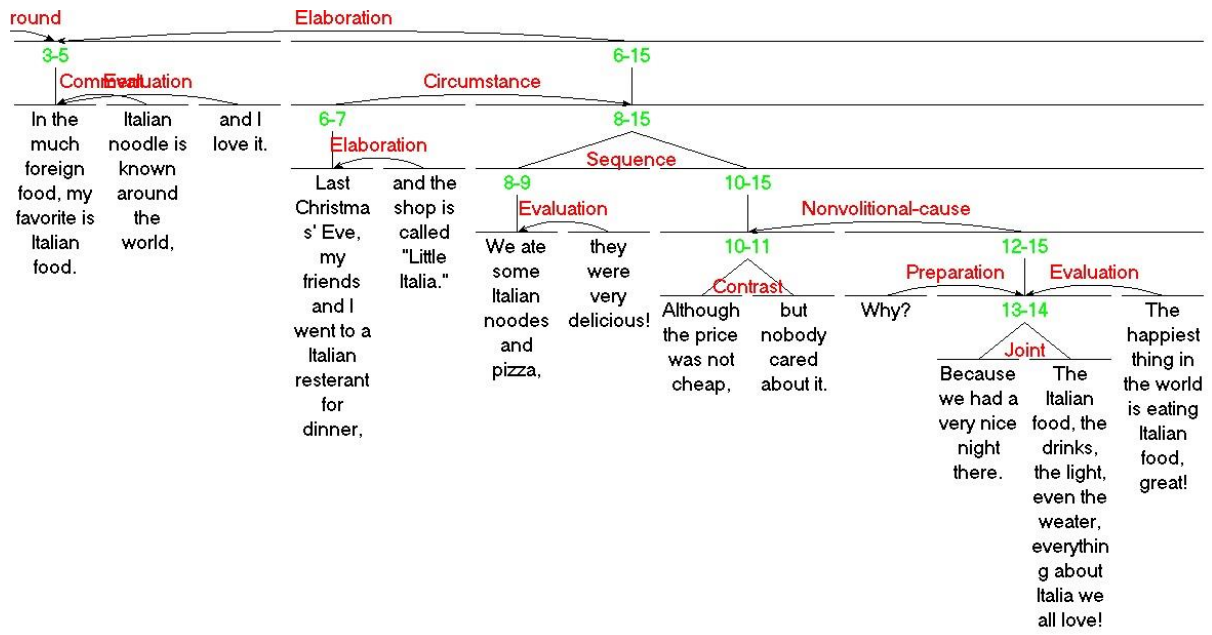 round
Elaboration
3-5
6-15
Comment
Evaluation
Circumstance
In the
much
foreign
food, my
favorite is
Italian
food.
Italian
noodle is
known
around
the
world,
and I
love it.
6-7
8-15
Elaboration
Sequence
Last
Christma
s' Eve,
my
friends
and I
went to a
Italian
resterant
for
dinner,
and the
shop is
called
"Little
Italia."
8-9
10-15
Evaluation
Nonvolitional-cause
We ate
some
Italian
noodes
and
pizza,
they
were
very
delicious!
10-11
12-15
Contrast
Preparation
Evaluation
Although
the price
was not
cheap,
but
nobody
cared
about it.
Why?
13-14
Joint
Because
we had a
very nice
night
there.
The
Italian
food, the
drinks,
the light,
even the
weater,
everythin
g about
Italia we
all love!
The
happiest
thing in
the world
is eating
Italian
food,
great!